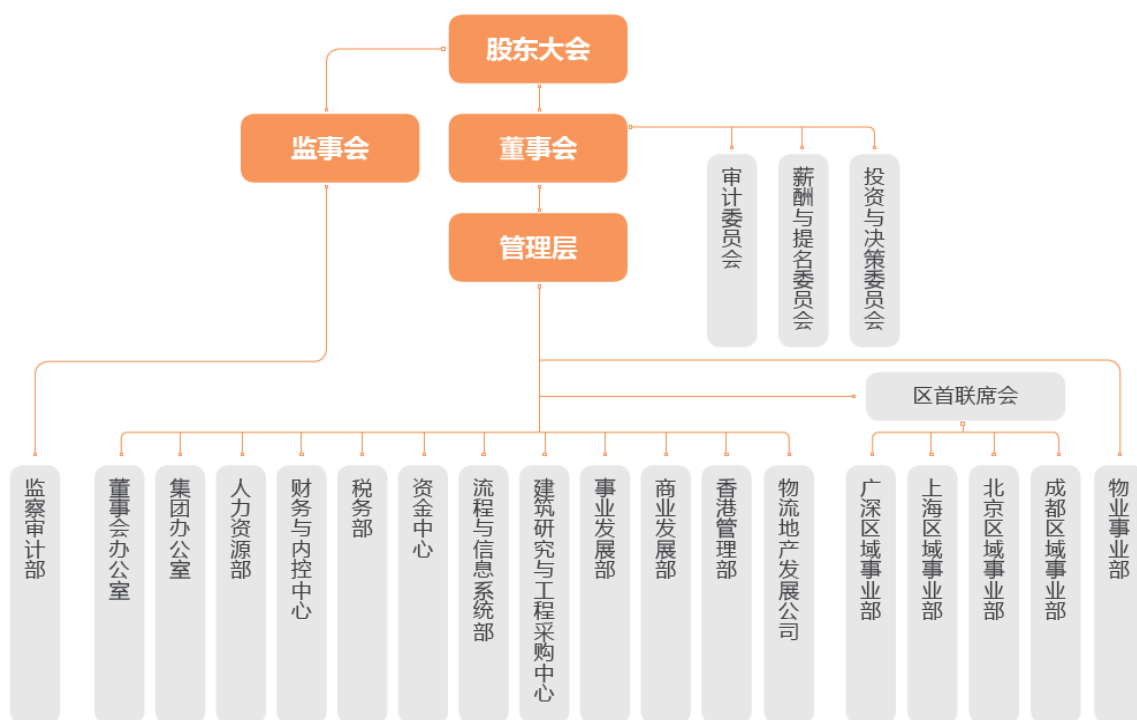 股东大会
监事会
董事会
管理层
审计委员会
薪酬与提名委员会
投资与决策委员会
区首联席会
监察审计部
董事会办公室
集团办公室
人力资源部
财务与内控中心
税务部
资金中心
流程与信息系统部
建筑研究与工程采购中心
事业发展部
商业发展部
香港管理部
物流地产发展公司
广深区域事业部
上海区域事业部
北京区域事业部
成都区域事业部
物业事业部